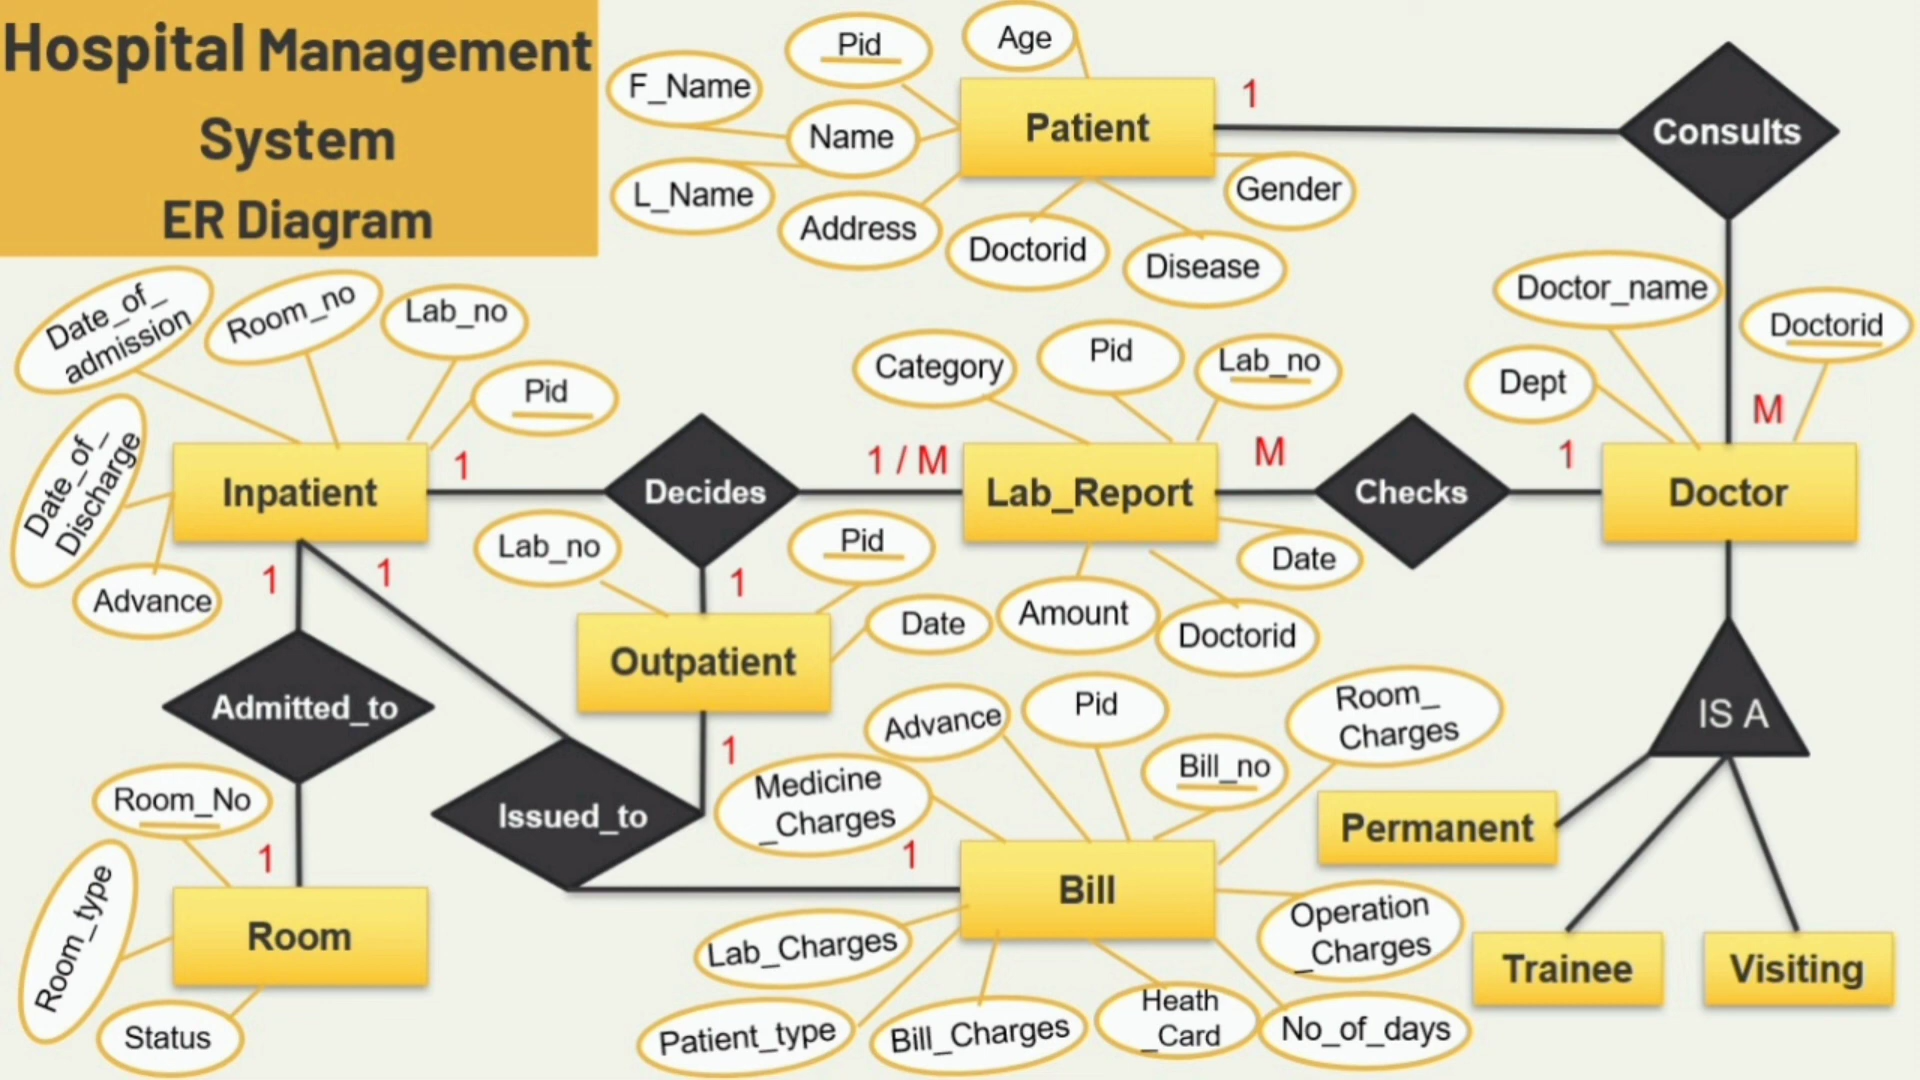 Hospital Management
System
ER Diagram
Pid
Age
F_Name
Name
L_Name
Address
Doctorid
Disease
Gender
Patient
1
Consults
Date_of_
admission
Room_no
Lab_no
Pid
Date_of_
Discharge
Advance
Inpatient
1
Decides
1 / M
Category
Pid
Lab_no
Lab_Report
M
Checks
1
Doctor_name
Doctorid
Dept
M
Doctor
Date
Amount
Doctorid
1
1
Lab_no
1
Pid
Date
Outpatient
Admitted_to
1
Issued_to
1
Room_No
1
Room_type
Room
Status
Advance
Pid
Bill_no
Room_
Charges
Medicine
_Charges
Bill
Lab_Charges
Patient_type
Bill_Charges
Heath
_Card
No_of_days
Operation
_Charges
IS A
Permanent
Trainee
Visiting